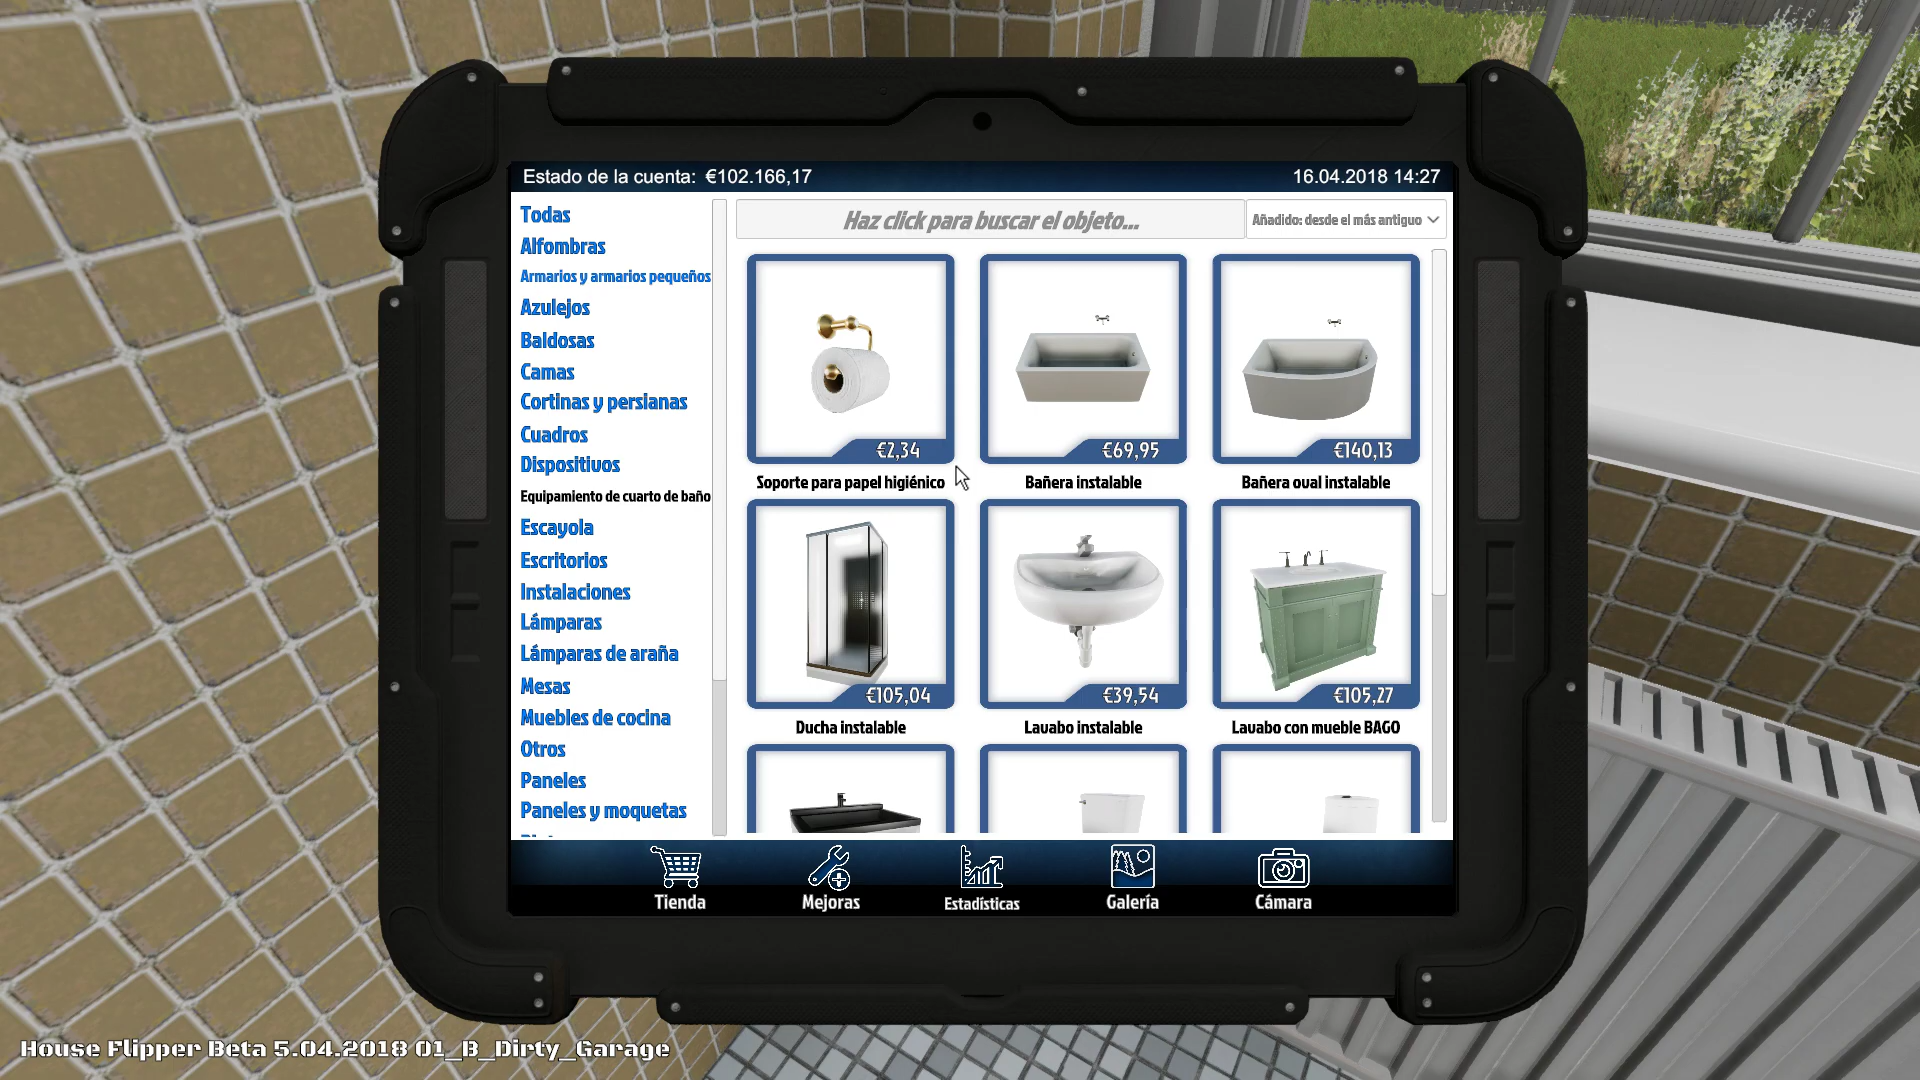 Estado de la cuenta: €102.166,17
16.04.2018 14:27
Todas
Alfombras
Armarios y armarios pequeños
Azulejos
Baldosas
Camas
Cortinas y persianas
Cuadros
Dispositivos
Equipamiento de cuarto de baño
Escayola
Escritorios
Instalaciones
Lámparas
Lámparas de araña
Mesas
Muebles de cocina
Otros
Paneles
Paneles y moquetas
Haz click para buscar el objeto...
Añadido: desde el más antiguo
€2,34
€69,95
€140,13
Soporte para papel higiénico
Bañera instalable
Bañera oval instalable
€105,04
€39,54
€105,27
Ducha instalable
Lavabo instalable
Lavabo con mueble BAGO
Tienda
Mejoras
Estadísticas
Galería
Cámara
House Flipper Beta 5.04.2018 01_B_Dirty_Garage